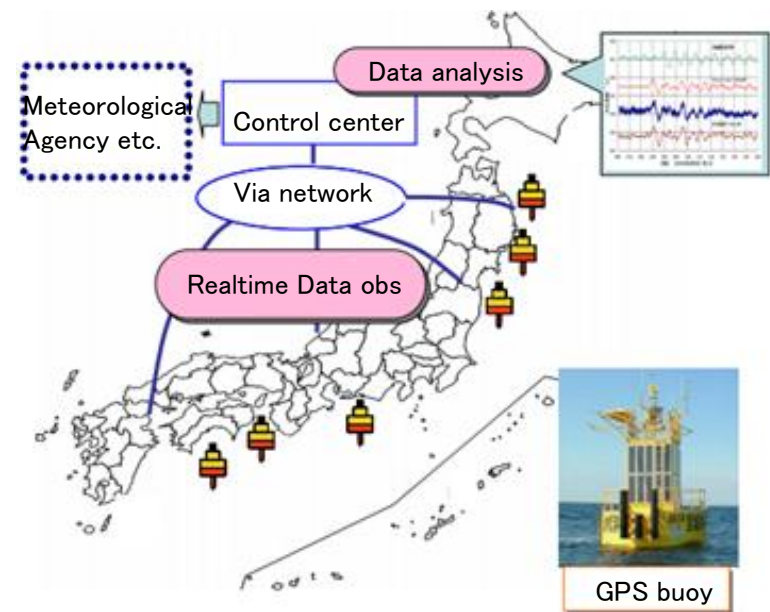 Data analysis
Meteorological
Agency etc.
Control center
Via network
Realtime Data obs
GPS buoy